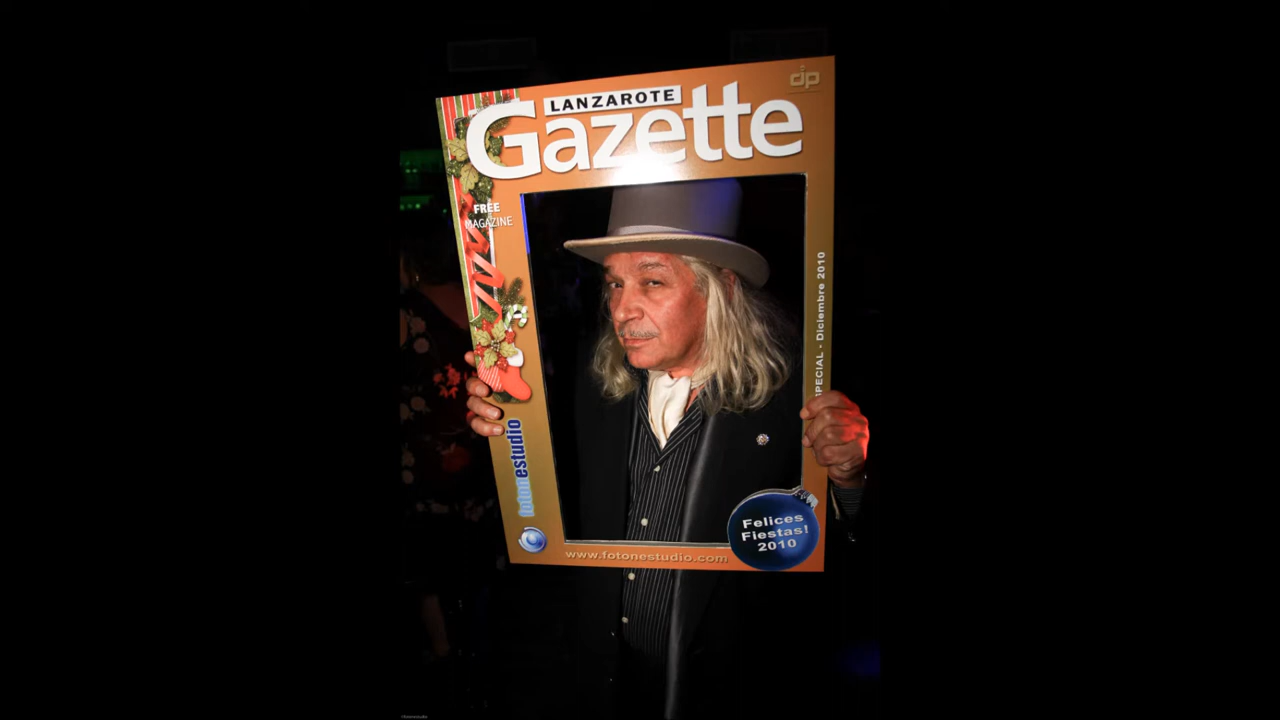 dp
LANZAROTE
Gazette
FREE
MAGAZINE
SPECIAL - Diciembre 2010
fotonestudio
Felices
Fiestas!
2010
www.fotonestudio.com